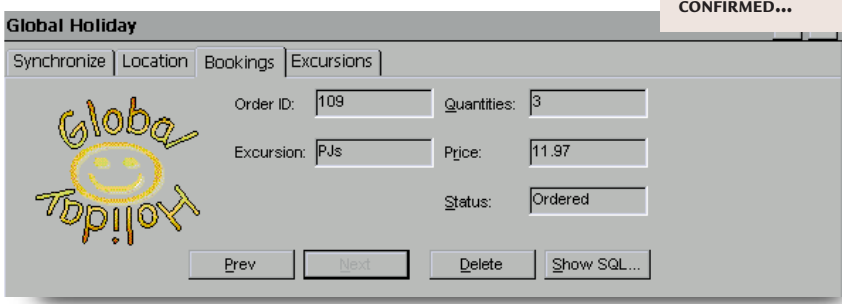 CONFIRMED...
Global Holiday
Synchronize Location Bookings Excursions
Global
Holiday
Order ID: 109 Quantities: 3
Excursion: PJs Price: 11.97
Status: Ordered
Prev Next Delete Show SQL...